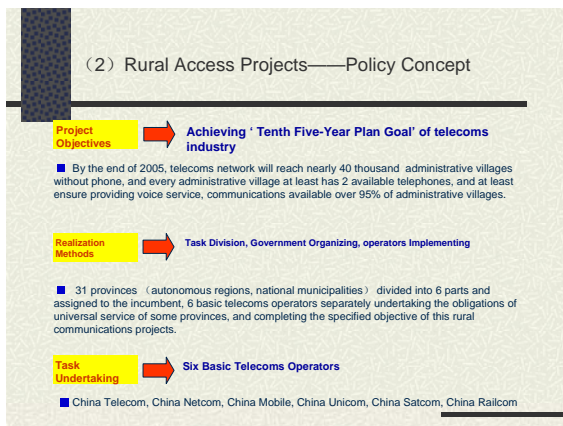 （2）Rural Access Projects——Policy Concept
Project
Objectives
Achieving ‘ Tenth Five-Year Plan Goal’ of telecoms
industry
By the end of 2005, telecoms network will reach nearly 40 thousand administrative villages
without phone, and every administrative village at least has 2 available telephones, and at least
ensure providing voice service, communications available over 95% of administrative villages.
Realization
Methods
Task Division, Government Organizing, operators Implementing
31 provinces （autonomous regions, national municipalities） divided into 6 parts and
assigned to the incumbent, 6 basic telecoms operators separately undertaking the obligations of
universal service of some provinces, and completing the specified objective of this rural
communications projects.
Task
Undertaking
Six Basic Telecoms Operators
China Telecom, China Netcom, China Mobile, China Unicom, China Satcom, China Railcom